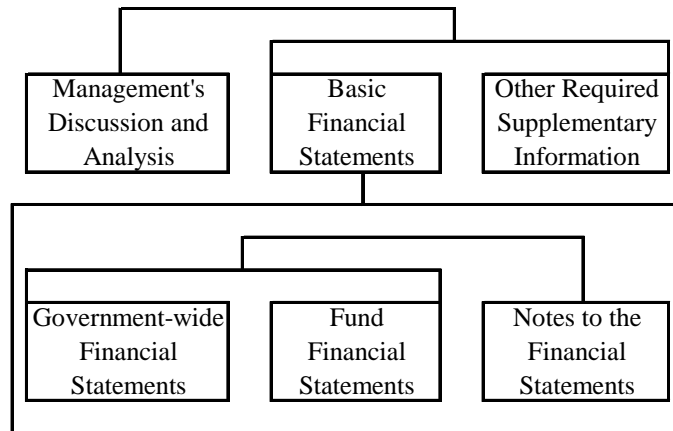 Management's
Discussion and
Analysis
Basic
Financial
Statements
Other Required
Supplementary
Information
Government-wide
Financial
Statements
Fund
Financial
Statements
Notes to the
Financial
Statements